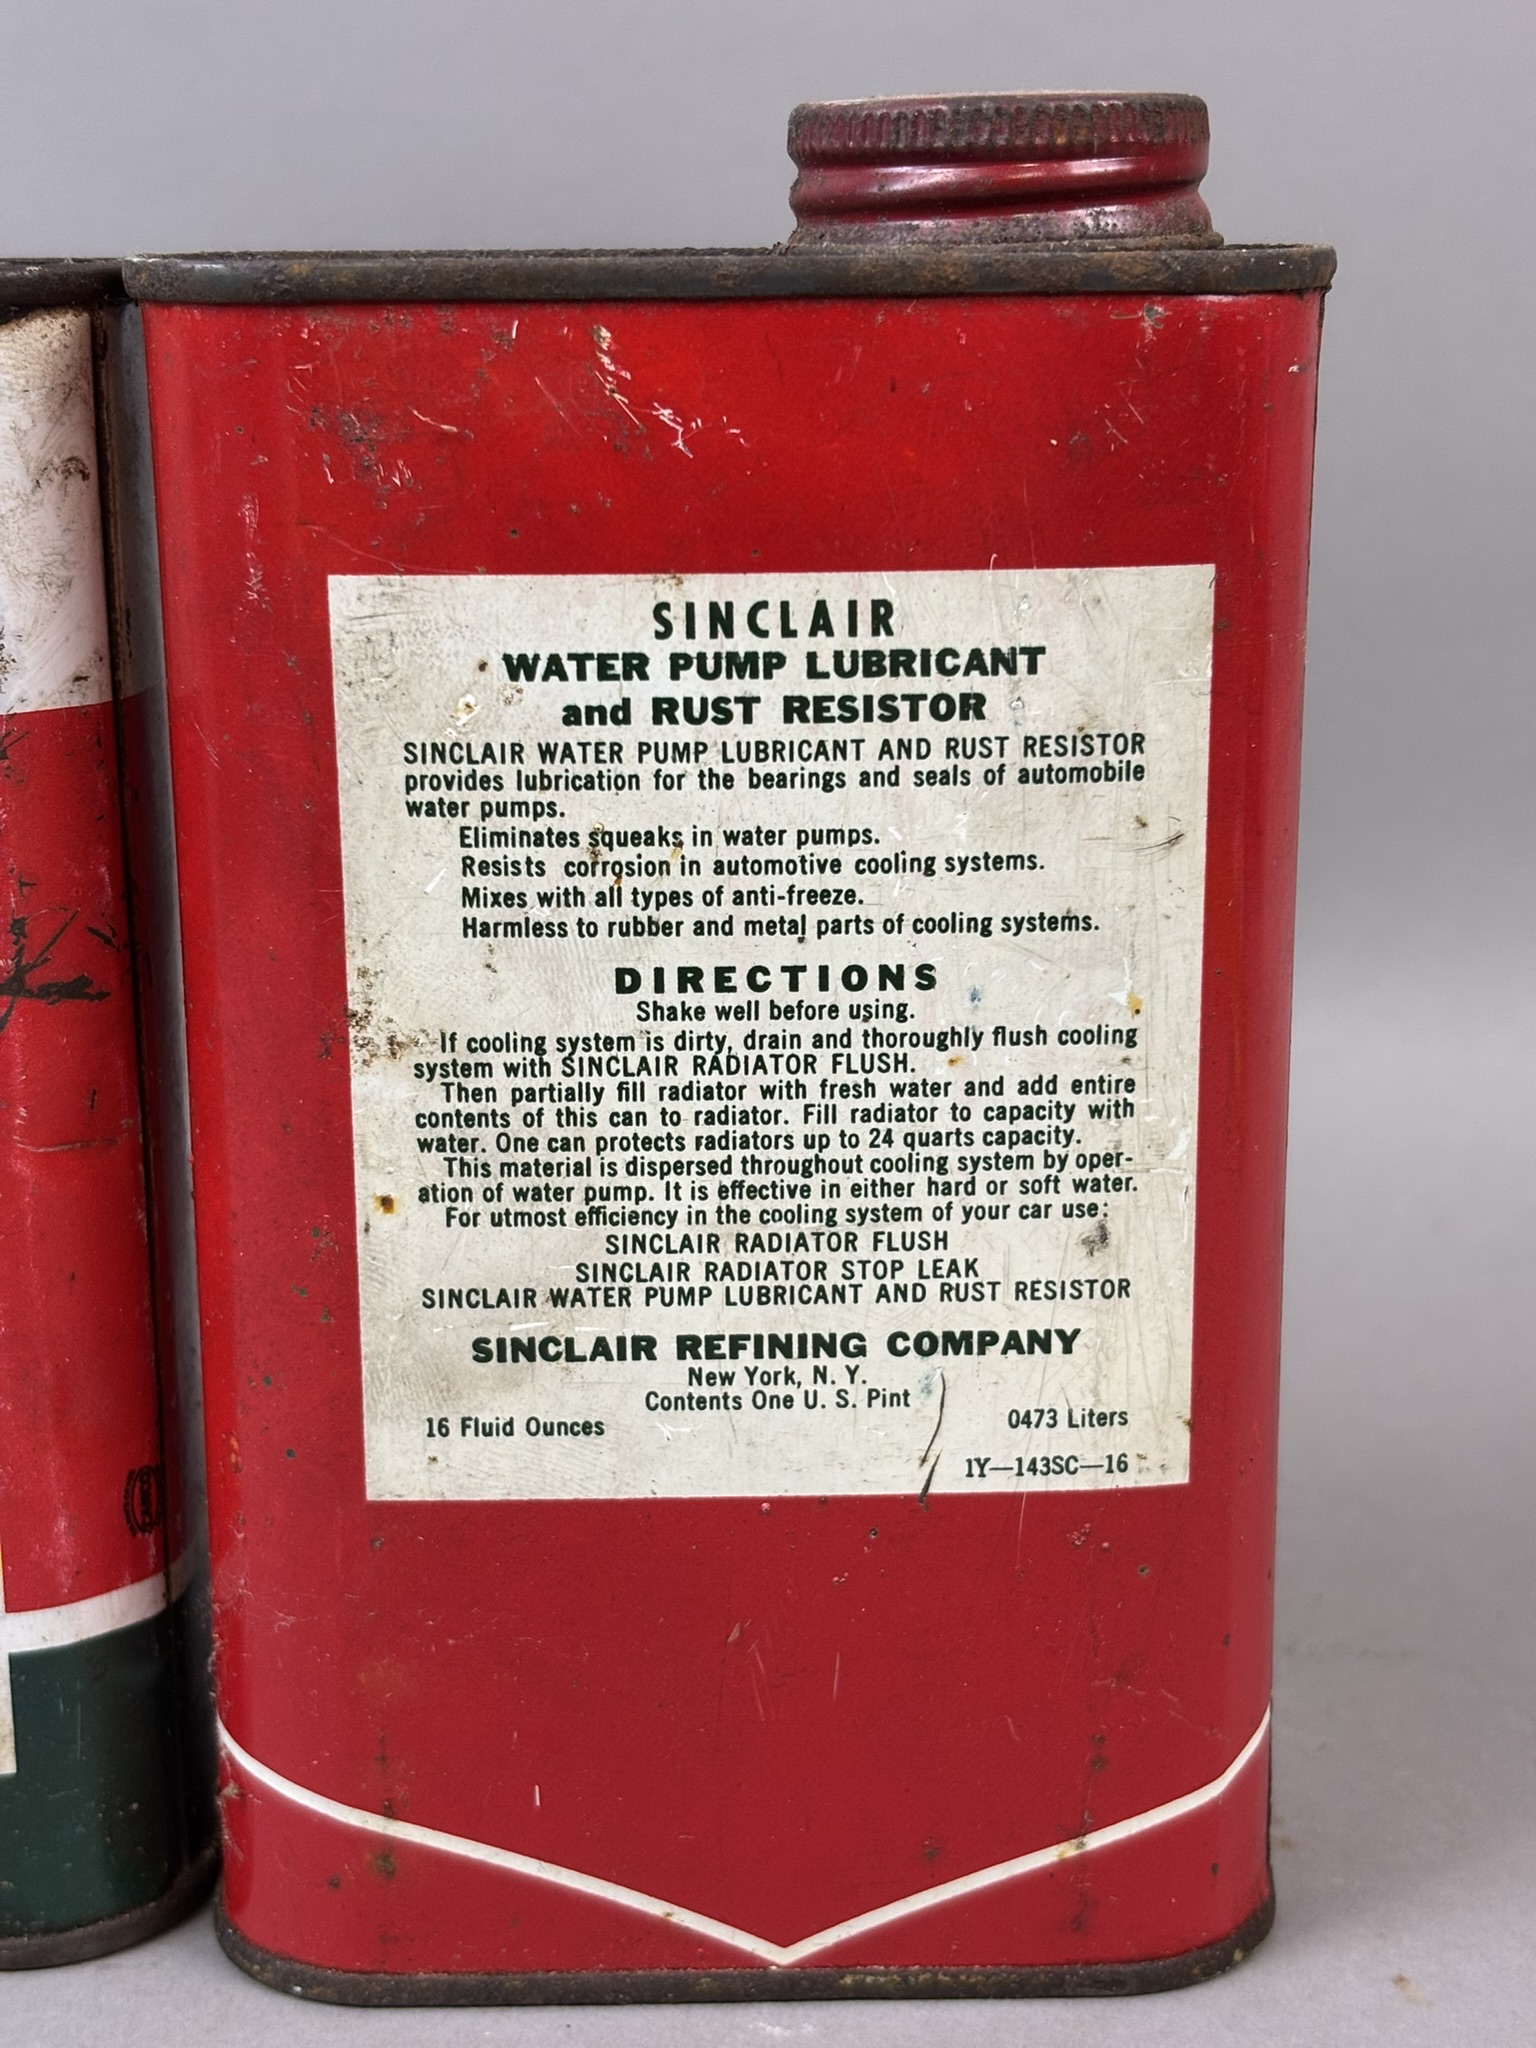 SINCLAIR
WATER PUMP LUBRICANT
and RUST RESISTOR
SINCLAIR WATER PUMP LUBRICANT AND RUST RESISTOR
provides lubrication for the bearings and seals of automobile
water pumps.
Eliminates squeaks in water pumps.
Resists corrosion in automotive cooling systems.
Mixes with all types of anti-freeze.
Harmless to rubber and metal parts of cooling systems.
DIRECTIONS
Shake well before using.
If cooling system is dirty, drain and thoroughly flush cooling
system with SINCLAIR RADIATOR FLUSH.
Then partially fill radiator with fresh water and add entire
contents of this can to radiator. Fill radiator to capacity with
water. One can protects radiators up to 24 quarts capacity.
This material is dispersed throughout cooling system by oper-
ation of water pump. It is effective in either hard or soft water.
For utmost efficiency in the cooling system of your car use:
SINCLAIR RADIATOR FLUSH
SINCLAIR RADIATOR STOP LEAK
SINCLAIR WATER PUMP LUBRICANT AND RUST RESISTOR
SINCLAIR REFINING COMPANY
New York, N. Y.
Contents One U. S. Pint
16 Fluid Ounces 0473 Liters
1Y—143SC—16